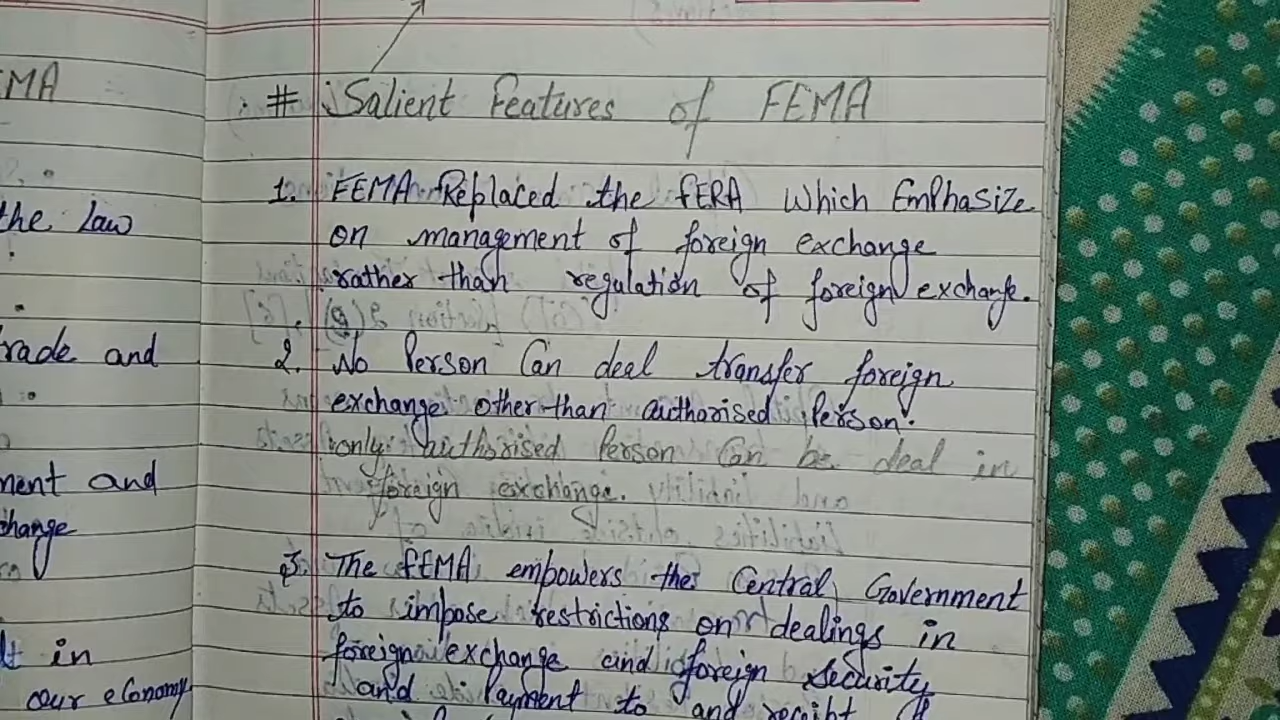 MA
the Law
rade and
ment and
change
in
our economy
# Salient Features of FEMA
1. FEMA Replaced the FERA Which Emphasize
on management of foreign exchange
rather than regulation of foreign exchange.
2. No Person Can deal transfer foreign
exchange other than authorised Person.
only authorised Person Can be deal in
foreign exchange.
3. The FEMA empowers the Central Government
to impose restrictions on dealings in
foreign exchange and foreign security
and Payment to and receipt